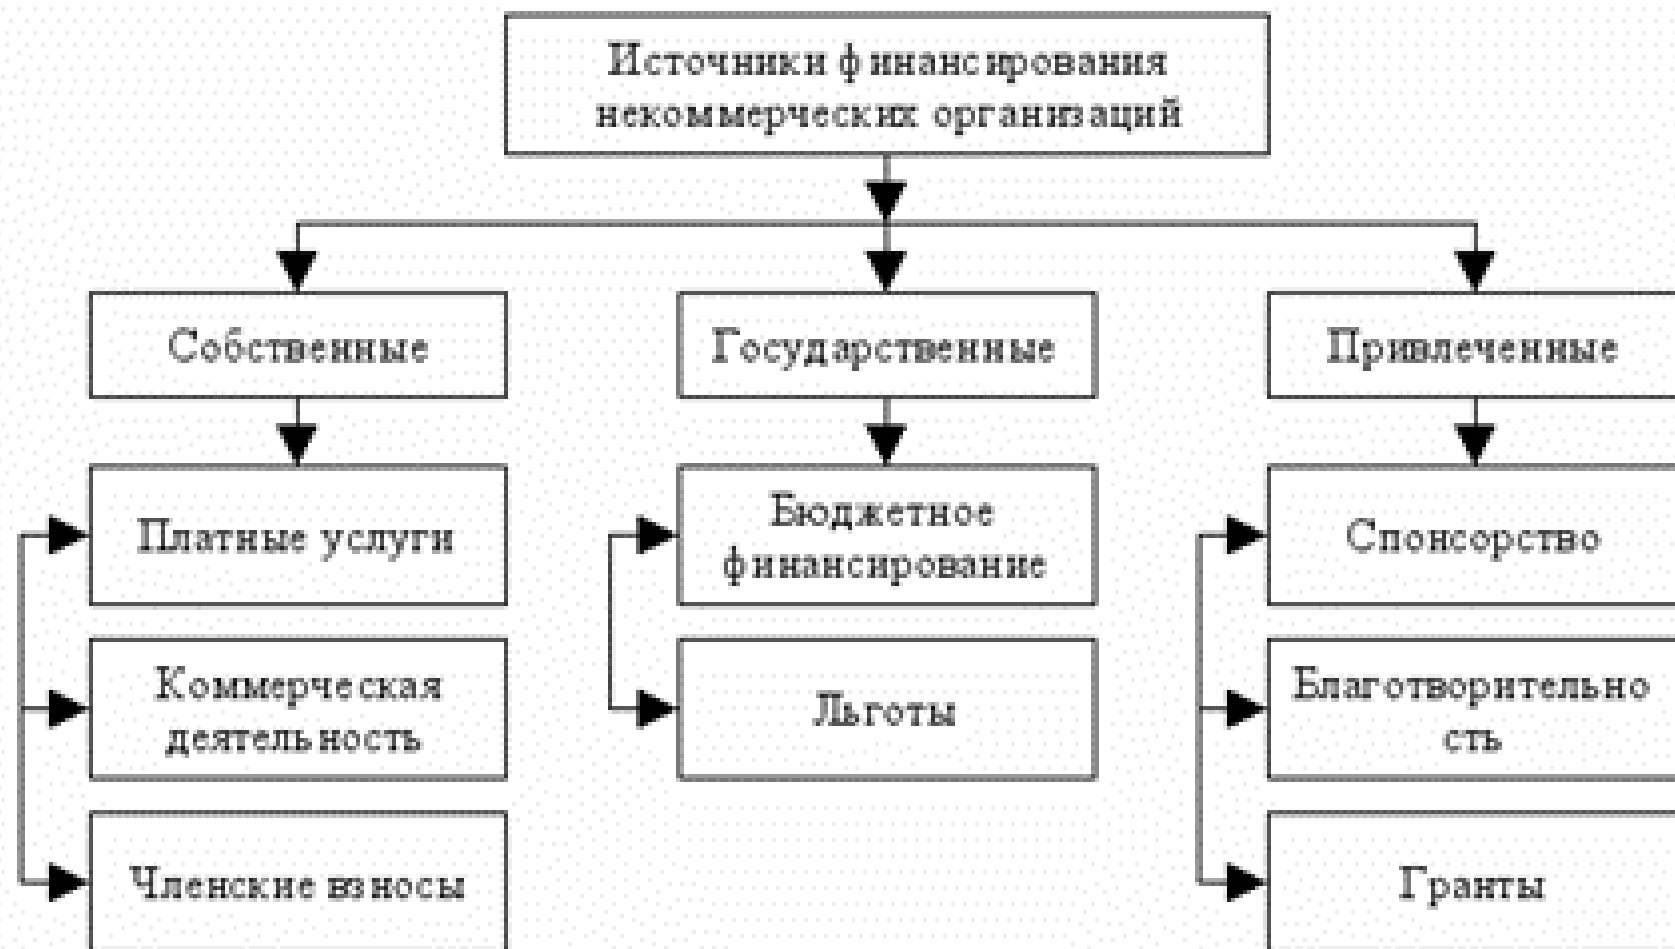 Источники финансирования
некоммерческих организаций
Собственные
Государственные
Привлеченные
Платные услуги
Бюджетное
финансирование
Спонсорство
Коммерческая
деятельность
Льготы
Благотворительно
сть
Членские взносы
Гранты